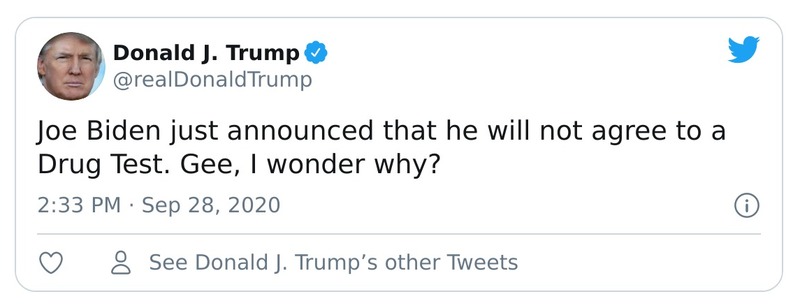 Donald J. Trump
@realDonaldTrump
Joe Biden just announced that he will not agree to a
Drug Test. Gee, I wonder why?
2:33 PM · Sep 28, 2020
See Donald J. Trump’s other Tweets